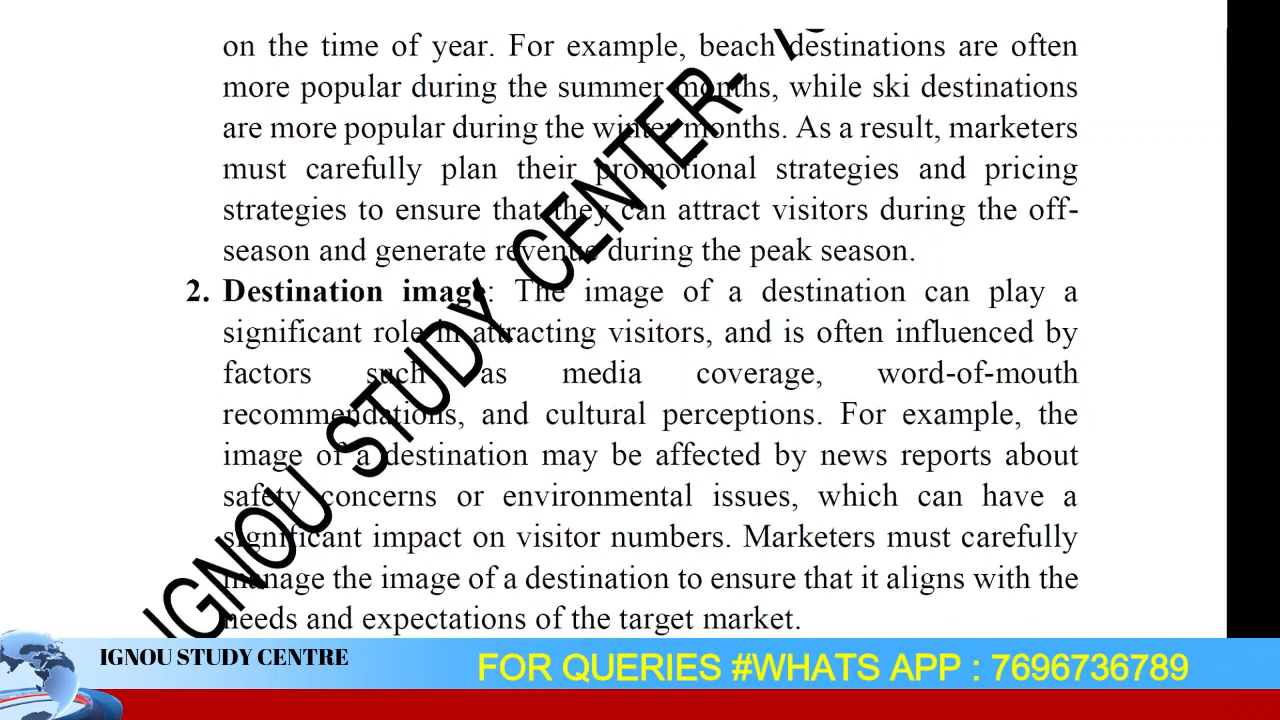 on the time of year. For example, beach destinations are often
more popular during the summer months, while ski destinations
are more popular during the winter months. As a result, marketers
must carefully plan their promotional strategies and pricing
strategies to ensure that they can attract visitors during the off-
season and generate revenue during the peak season.
2. Destination image: The image of a destination can play a
significant role in attracting visitors, and is often influenced by
factors such as media coverage, word-of-mouth
recommendations, and cultural perceptions. For example, the
image of a destination may be affected by news reports about
safety concerns or environmental issues, which can have a
significant impact on visitor numbers. Marketers must carefully
manage the image of a destination to ensure that it aligns with the
needs and expectations of the target market.
IGNOU STUDY CENTER-
IGNOU STUDY CENTRE
FOR QUERIES #WHATS APP : 7696736789